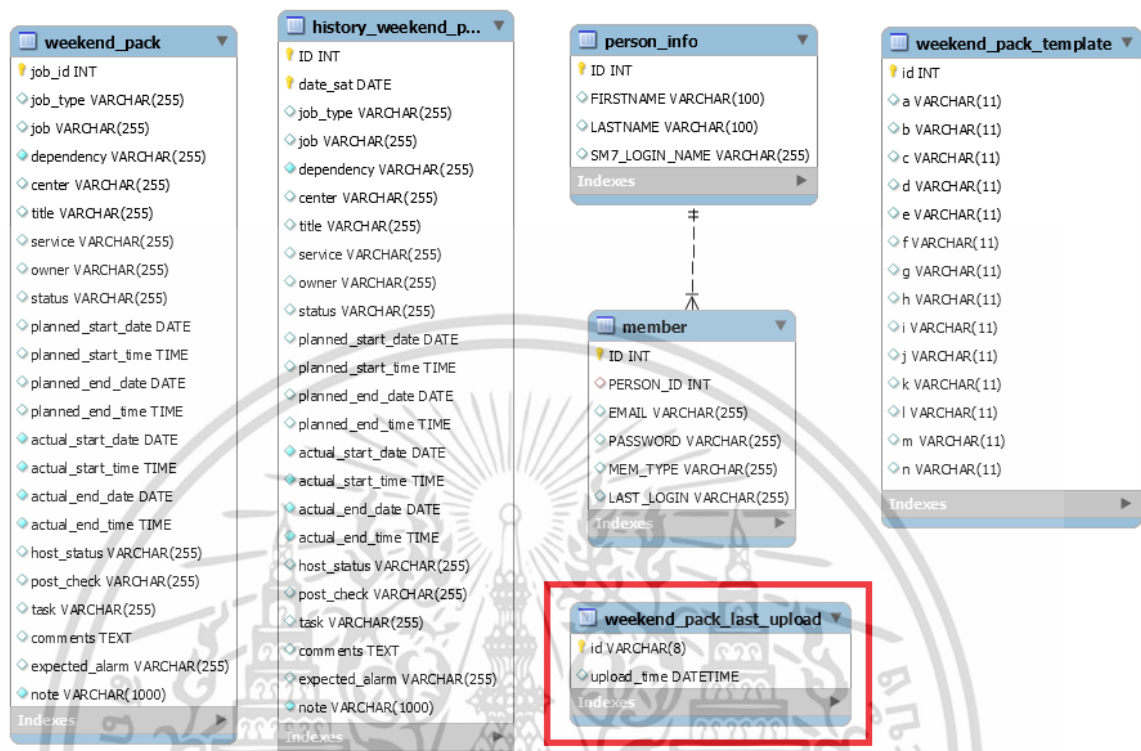 weekend_pack
job_id INT
job_type VARCHAR(255)
job VARCHAR(255)
dependency VARCHAR(255)
center VARCHAR(255)
title VARCHAR(255)
service VARCHAR(255)
owner VARCHAR(255)
status VARCHAR(255)
planned_start_date DATE
planned_start_time TIME
planned_end_date DATE
planned_end_time TIME
actual_start_date DATE
actual_start_time TIME
actual_end_date DATE
actual_end_time TIME
host_status VARCHAR(255)
post_check VARCHAR(255)
task VARCHAR(255)
comments TEXT
expected_alarm VARCHAR(255)
note VARCHAR(1000)
Indexes
history_weekend_p...
ID INT
date_sat DATE
job_type VARCHAR(255)
job VARCHAR(255)
dependency VARCHAR(255)
center VARCHAR(255)
title VARCHAR(255)
service VARCHAR(255)
owner VARCHAR(255)
status VARCHAR(255)
planned_start_date DATE
planned_start_time TIME
planned_end_date DATE
planned_end_time TIME
actual_start_date DATE
actual_start_time TIME
actual_end_date DATE
actual_end_time TIME
host_status VARCHAR(255)
post_check VARCHAR(255)
task VARCHAR(255)
comments TEXT
expected_alarm VARCHAR(255)
note VARCHAR(1000)
Indexes
person_info
ID INT
FIRSTNAME VARCHAR(100)
LASTNAME VARCHAR(100)
SM7_LOGIN_NAME VARCHAR(255)
Indexes
member
ID INT
PERSON_ID INT
EMAIL VARCHAR(255)
PASSWORD VARCHAR(255)
MEM_TYPE VARCHAR(255)
LAST_LOGIN VARCHAR(255)
Indexes
weekend_pack_last_upload
id VARCHAR(8)
upload_time DATETIME
Indexes
weekend_pack_template
id INT
a VARCHAR(11)
b VARCHAR(11)
c VARCHAR(11)
d VARCHAR(11)
e VARCHAR(11)
f VARCHAR(11)
g VARCHAR(11)
h VARCHAR(11)
i VARCHAR(11)
j VARCHAR(11)
k VARCHAR(11)
l VARCHAR(11)
m VARCHAR(11)
n VARCHAR(11)
Indexes